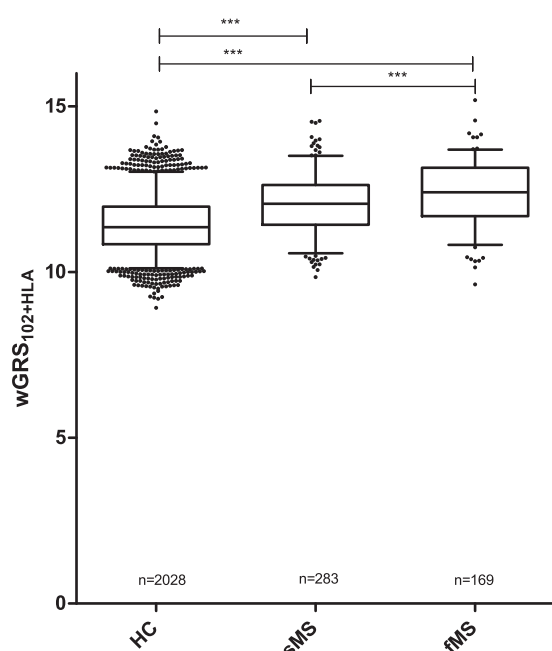 ***
***
***
15
10
5
0
wGRS102+HLA
n=2028
n=283
n=169
HC
sMS
fMS